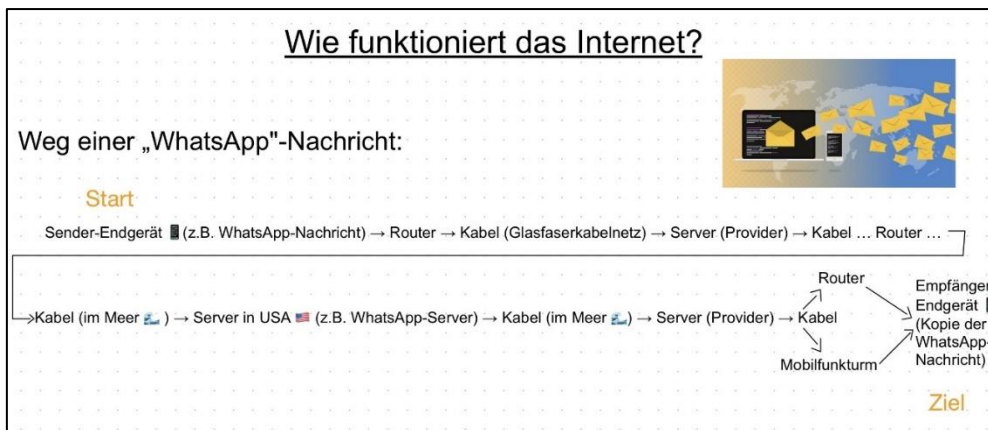 Wie funktioniert das Internet?
Weg einer „WhatsApp"-Nachricht:
Start
Sender-Endgerät 📱 (z.B. WhatsApp-Nachricht) → Router → Kabel (Glasfaserkabelnetz) → Server (Provider) → Kabel ... Router ...
Kabel (im Meer 🌊 ) → Server in USA 🇺🇸 (z.B. WhatsApp-Server) → Kabel (im Meer 🌊) → Server (Provider) → Kabel
Router
Mobilfunkturm
Empfänger
Endgerät
(Kopie der
WhatsApp-
Nachricht)
Ziel